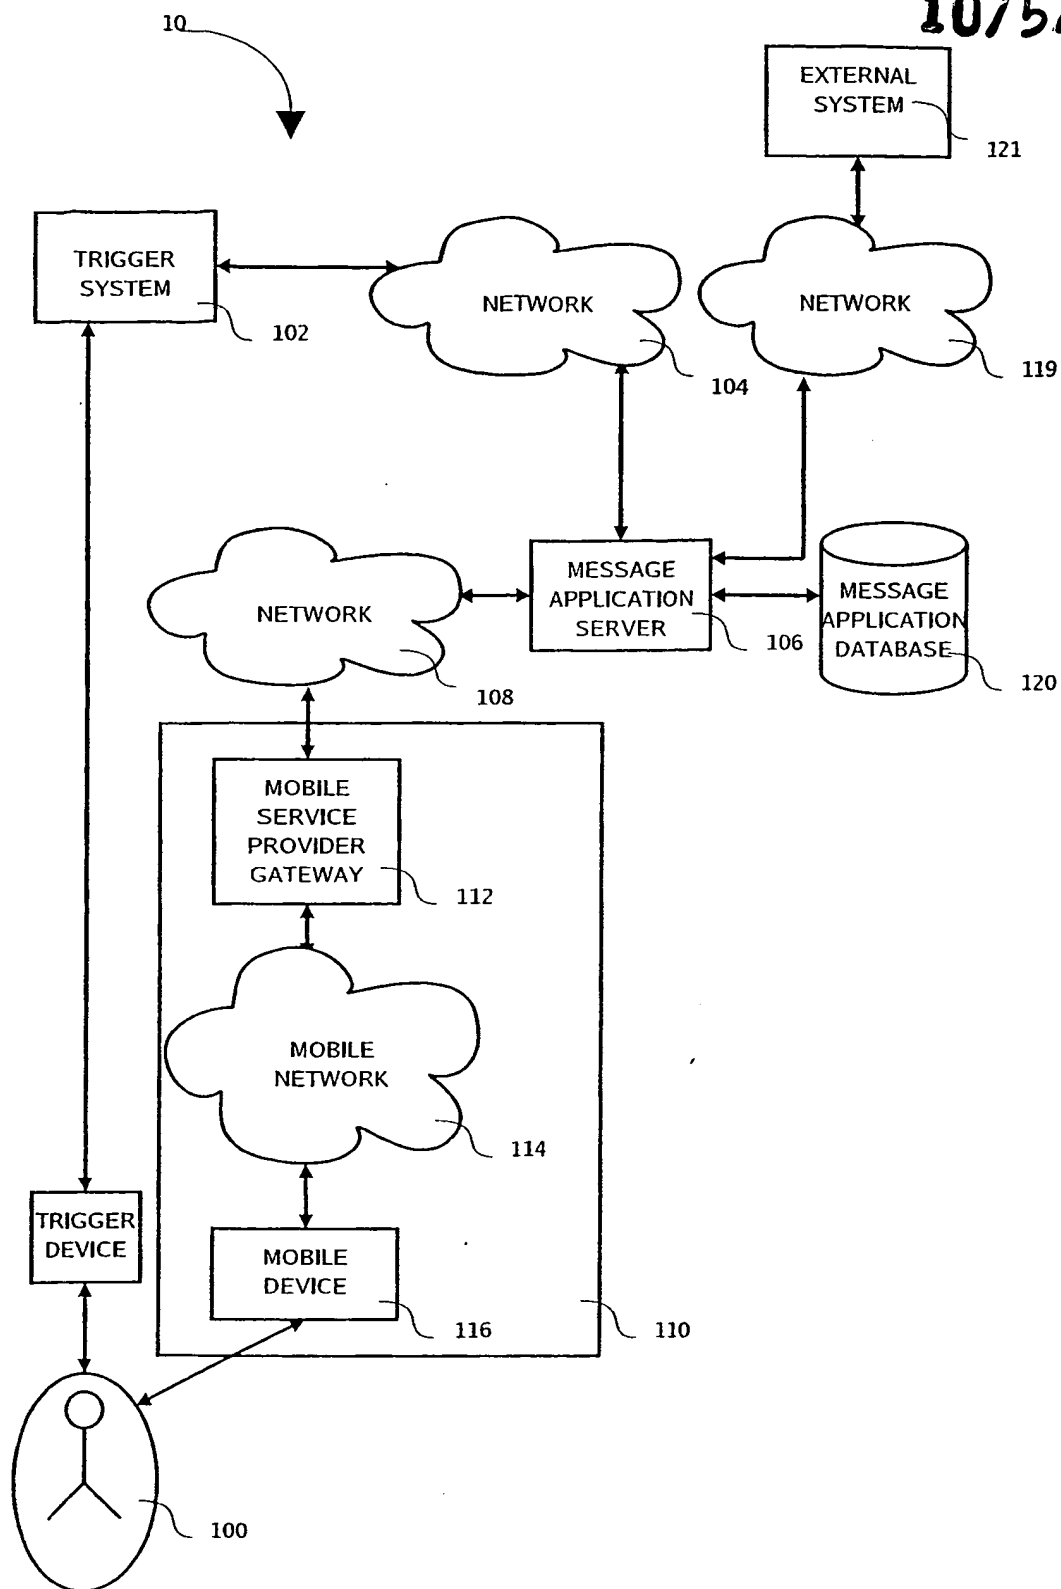 10
EXTERNAL
SYSTEM
121
TRIGGER
SYSTEM
102
NETWORK
104
NETWORK
119
MESSAGE
APPLICATION
SERVER
106
MESSAGE
APPLICATION
DATABASE
120
NETWORK
108
MOBILE
SERVICE
PROVIDER
GATEWAY
112
MOBILE
NETWORK
114
TRIGGER
DEVICE
MOBILE
DEVICE
116
110
100